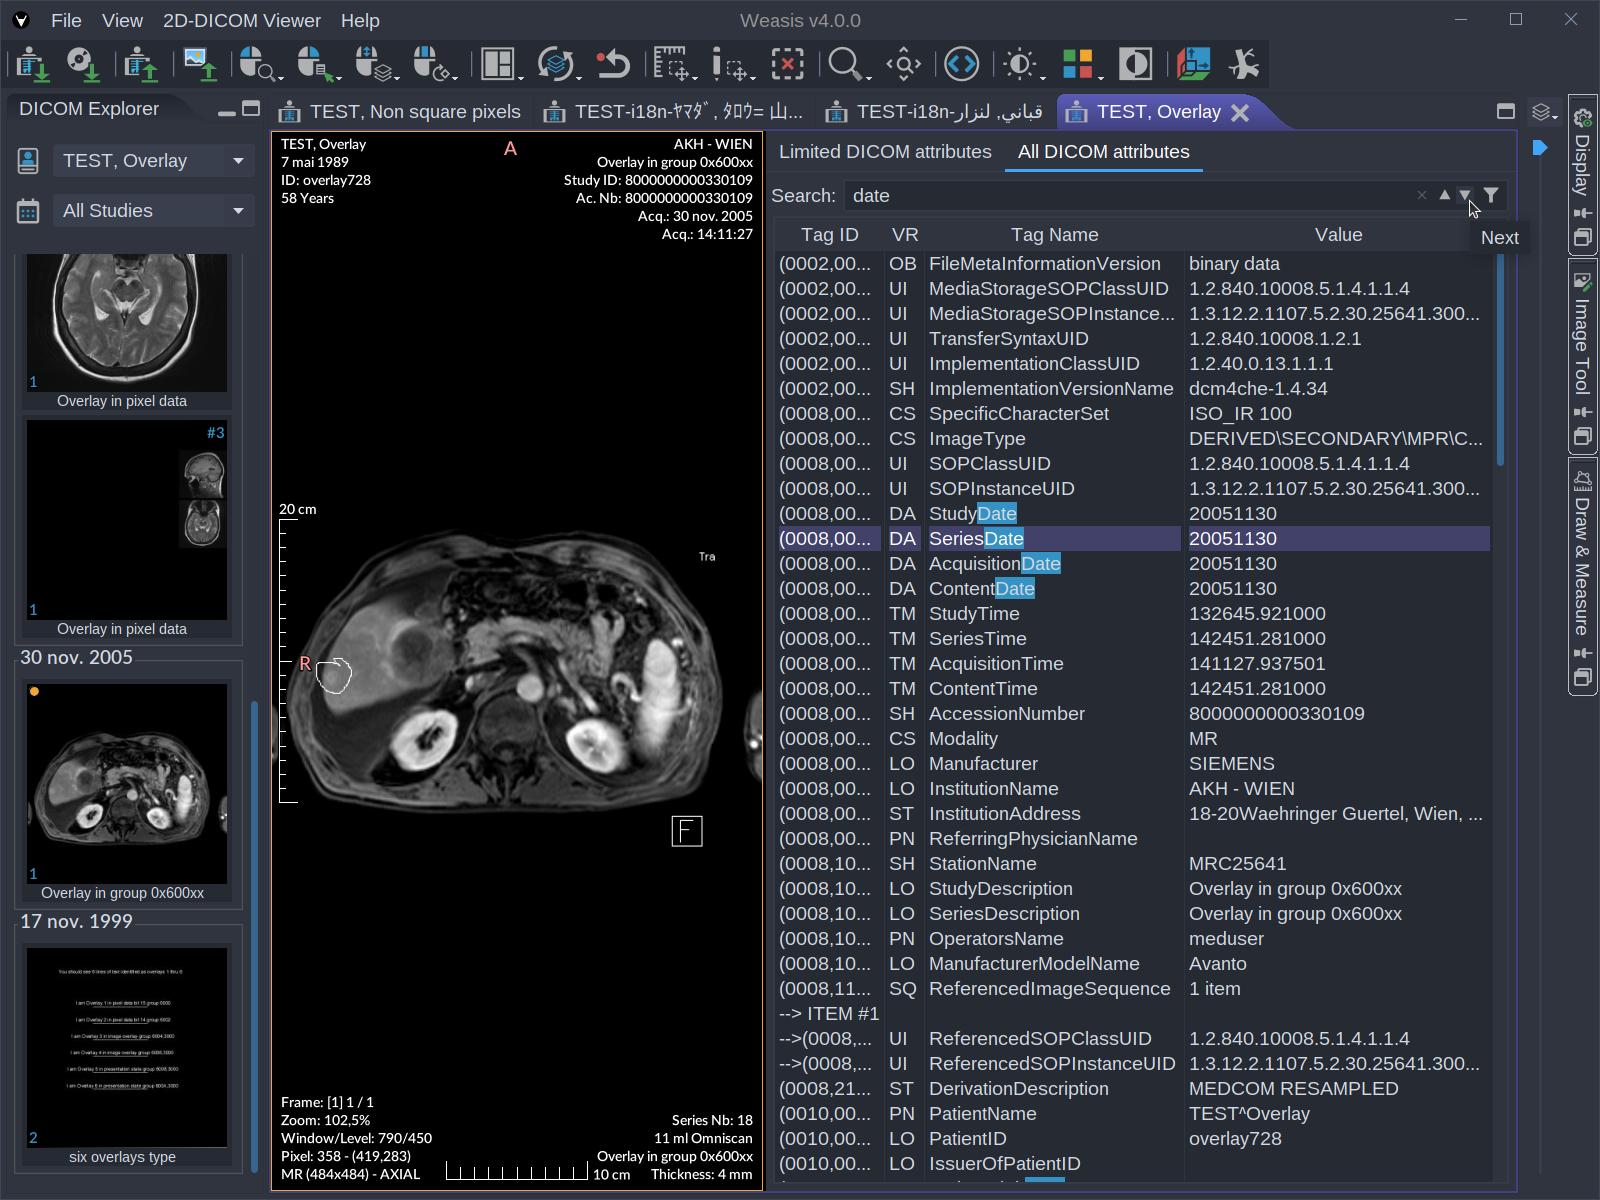 File View 2D-DICOM Viewer Help
Weasis v4.0.0
DICOM Explorer
TEST, Overlay
All Studies
1
Overlay in pixel data
#3
1
Overlay in pixel data
30 nov. 2005
1
Overlay in group 0x600xx
17 nov. 1999
You should see 6 lines of text identified as overlays 1 thru 6
I am Overlay 1 in pixel data bit 15 group 6000
I am Overlay 2 in pixel data bit 14 group 6002
I am Overlay 3 in image overlay group 6004,3000
I am Overlay 4 in image overlay group 6006,3000
I am Overlay 5 in presentation state group 6008,3000
I am Overlay 6 in presentation state group 600A,3000
2
six overlays type
TEST, Non square pixels
TEST-i18n-ﾔﾏﾀﾞ, ﾀﾛｳ= 山...
TEST-i18n-قباني, لنزار
TEST, Overlay
TEST, Overlay
7 mai 1989
ID: overlay728
58 Years
A
AKH - WIEN
Overlay in group 0x600xx
Study ID: 8000000000330109
Ac. Nb: 8000000000330109
Acq.: 30 nov. 2005
Acq.: 14:11:27
20 cm
Tra
R
F
Frame: [1] 1 / 1
Zoom: 102,5%
Window/Level: 790/450
Pixel: 358 - (419,283)
MR (484x484) - AXIAL
10 cm
Series Nb: 18
11 ml Omniscan
Overlay in group 0x600xx
Thickness: 4 mm
Limited DICOM attributes All DICOM attributes
Search: date
Next
Tag ID VR Tag Name Value
(0002,00... OB FileMetaInformationVersion binary data
(0002,00... UI MediaStorageSOPClassUID 1.2.840.10008.5.1.4.1.1.4
(0002,00... UI MediaStorageSOPInstance... 1.3.12.2.1107.5.2.30.25641.300...
(0002,00... UI TransferSyntaxUID 1.2.840.10008.1.2.1
(0002,00... UI ImplementationClassUID 1.2.40.0.13.1.1.1
(0002,00... SH ImplementationVersionName dcm4che-1.4.34
(0008,00... CS SpecificCharacterSet ISO_IR 100
(0008,00... CS ImageType DERIVED\SECONDARY\MPR\C...
(0008,00... UI SOPClassUID 1.2.840.10008.5.1.4.1.1.4
(0008,00... UI SOPInstanceUID 1.3.12.2.1107.5.2.30.25641.300...
(0008,00... DA StudyDate 20051130
(0008,00... DA SeriesDate 20051130
(0008,00... DA AcquisitionDate 20051130
(0008,00... DA ContentDate 20051130
(0008,00... TM StudyTime 132645.921000
(0008,00... TM SeriesTime 142451.281000
(0008,00... TM AcquisitionTime 141127.937501
(0008,00... TM ContentTime 142451.281000
(0008,00... SH AccessionNumber 8000000000330109
(0008,00... CS Modality MR
(0008,00... LO Manufacturer SIEMENS
(0008,00... LO InstitutionName AKH - WIEN
(0008,00... ST InstitutionAddress 18-20Waehringer Guertel, Wien, ...
(0008,00... PN ReferringPhysicianName
(0008,10... SH StationName MRC25641
(0008,10... LO StudyDescription Overlay in group 0x600xx
(0008,10... LO SeriesDescription Overlay in group 0x600xx
(0008,10... PN OperatorsName meduser
(0008,10... LO ManufacturerModelName Avanto
(0008,11... SQ ReferencedImageSequence 1 item
--> ITEM #1
-->(0008,... UI ReferencedSOPClassUID 1.2.840.10008.5.1.4.1.1.4
-->(0008,... UI ReferencedSOPInstanceUID 1.3.12.2.1107.5.2.30.25641.300...
(0008,21... ST DerivationDescription MEDCOM RESAMPLED
(0010,00... PN PatientName TEST^Overlay
(0010,00... LO PatientID overlay728
(0010,00... LO IssuerOfPatientID
Display
Image Tool
Draw & Measure